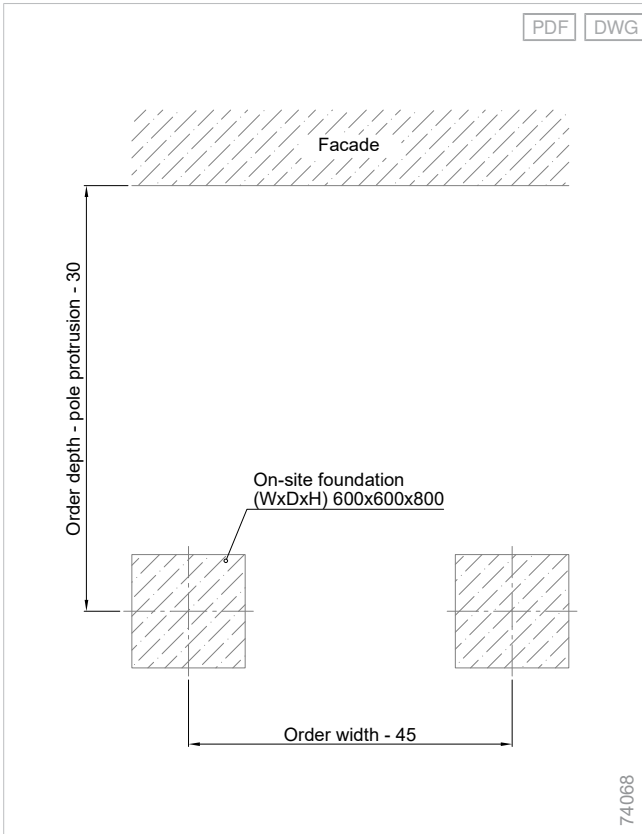 PDF DWG
Facade
Order depth - pole protrusion - 30
On-site foundation
(WxDxH) 600x600x800
Order width - 45
74068